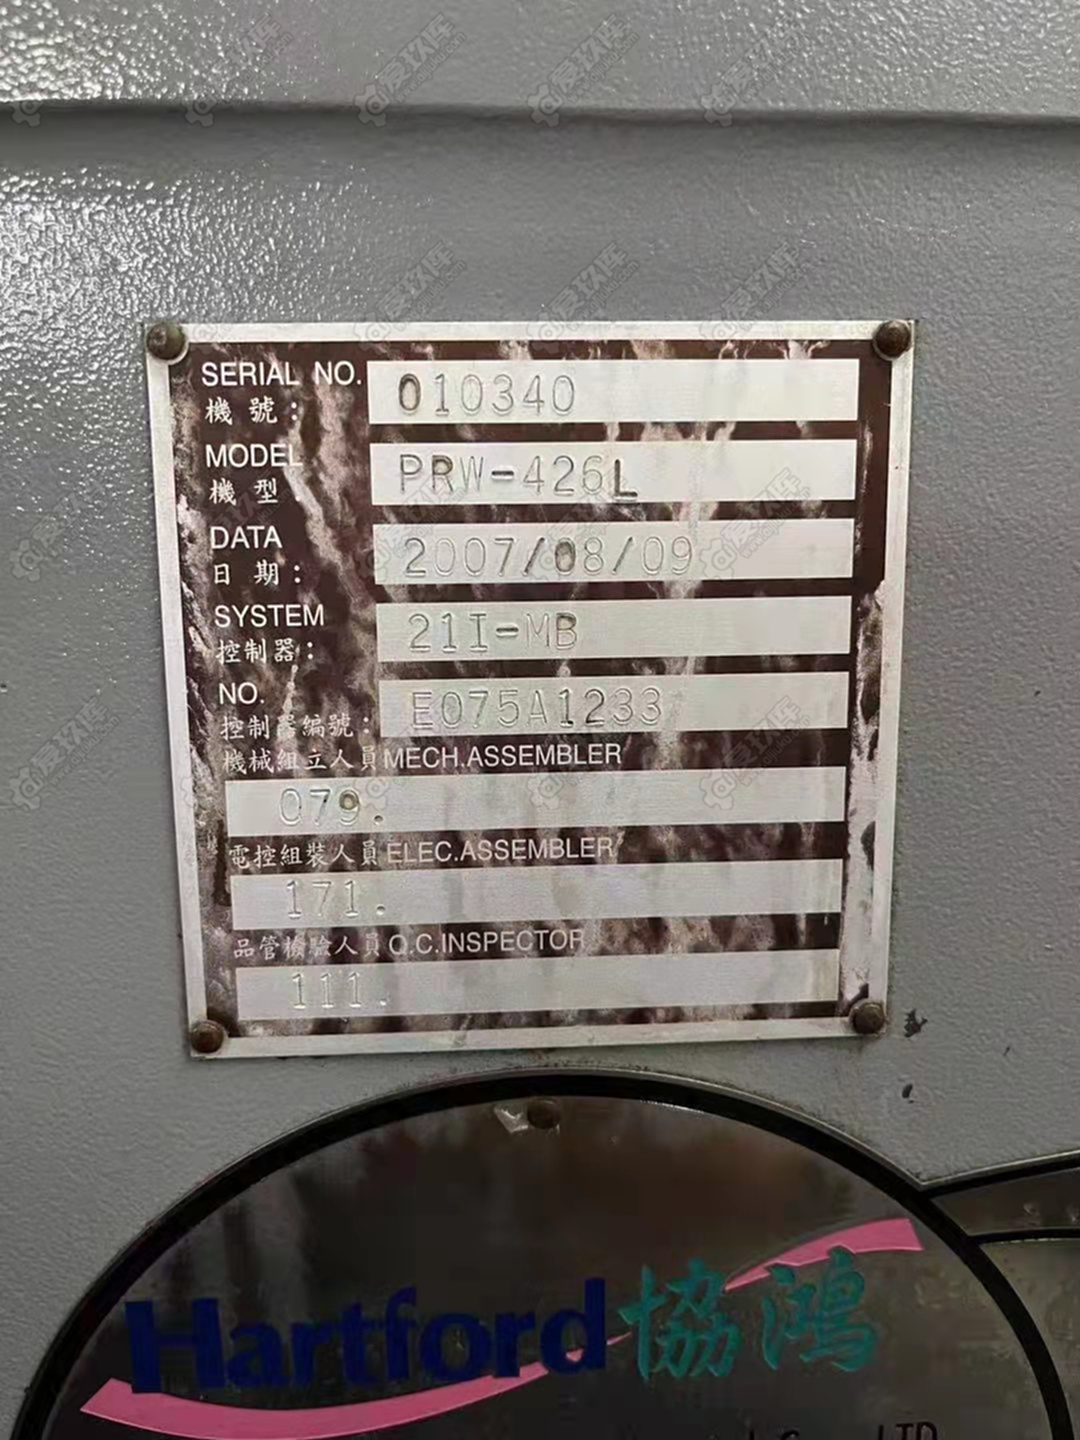 SERIAL NO. 010340
機 號：
MODEL PRW-426L
機 型
DATA 2007/08/09
日 期：
SYSTEM 21I-MB
控制器：
NO. E075A1233
控制器編號：
機械組立人員 MECH.ASSEMBLER
079.
電控組裝人員 ELEC.ASSEMBLER
171.
品管檢驗人員 Q.C.INSPECTOR
111.
Hartford 協鴻
LTD